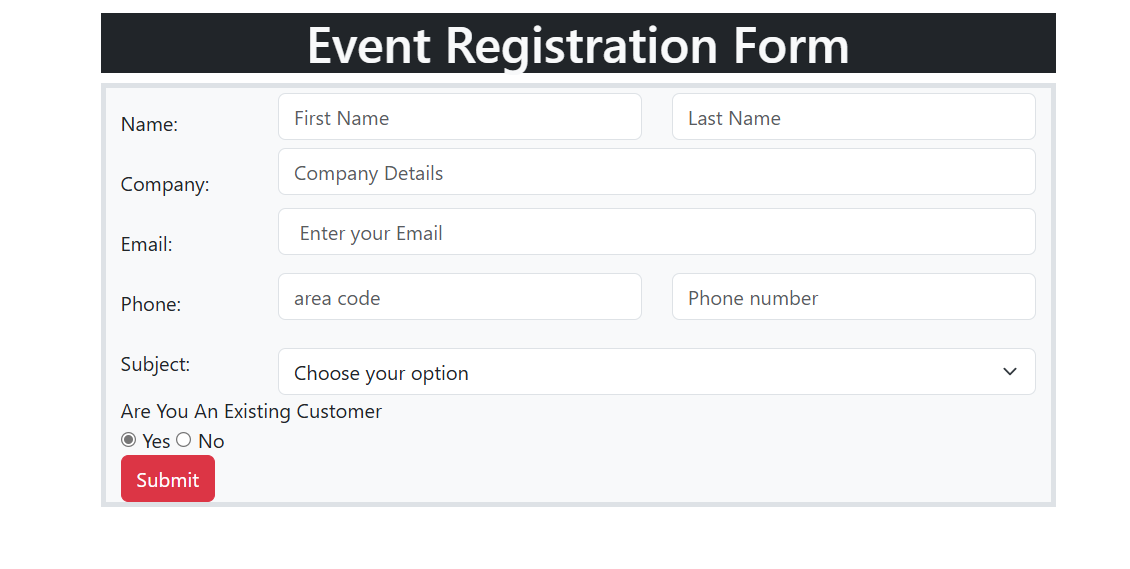 Event Registration Form
Name: First Name Last Name
Company: Company Details
Email: Enter your Email
Phone: area code Phone number
Subject: Choose your option
Are You An Existing Customer
Yes No
Submit